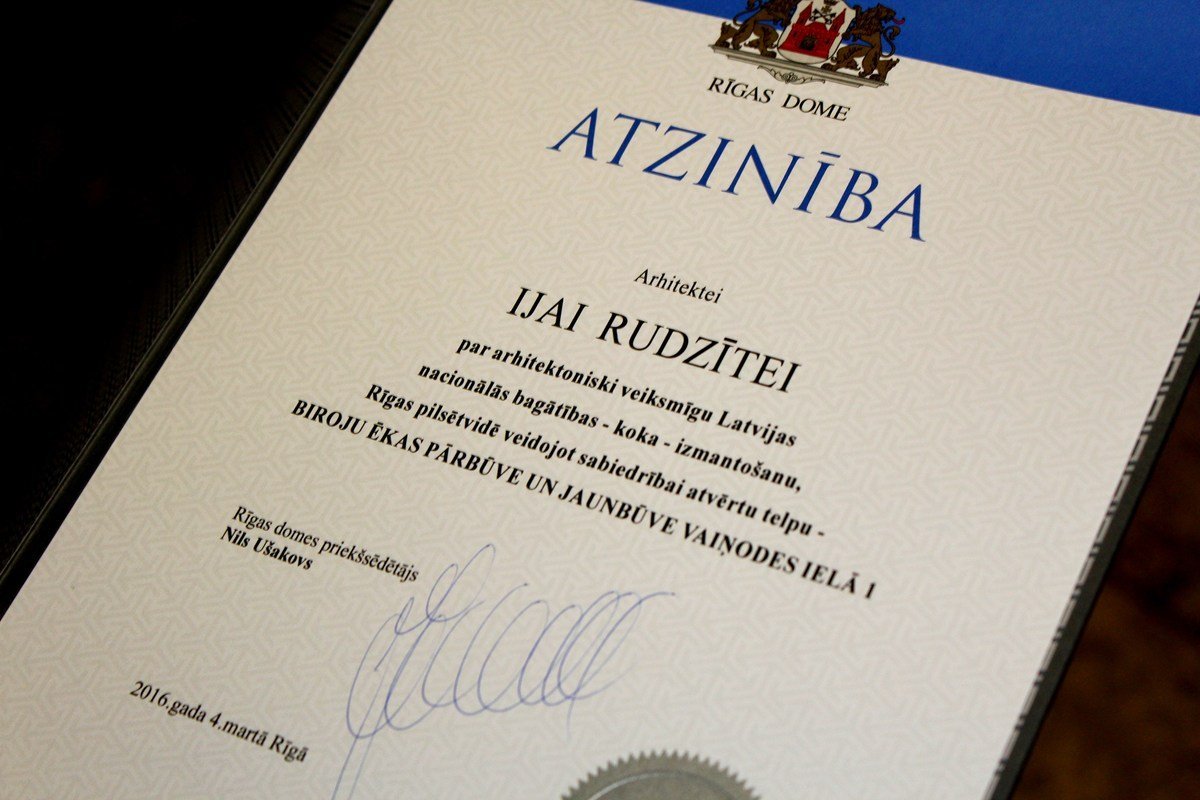 RĪGAS DOME
ATZINĪBA
Arhitektei
IJAI RUDZĪTEI
par arhitektoniski veiksmīgu Latvijas
nacionālās bagātības - koka - izmantošanu,
Rīgas pilsētvidē veidojot sabiedrībai atvērtu telpu -
BIROJU ĒKAS PĀRBŪVE UN JAUNBŪVE VAIŅODES IELĀ 1
Rīgas domes priekšsēdētājs
Nils Ušakovs
2016.gada 4.martā Rīgā